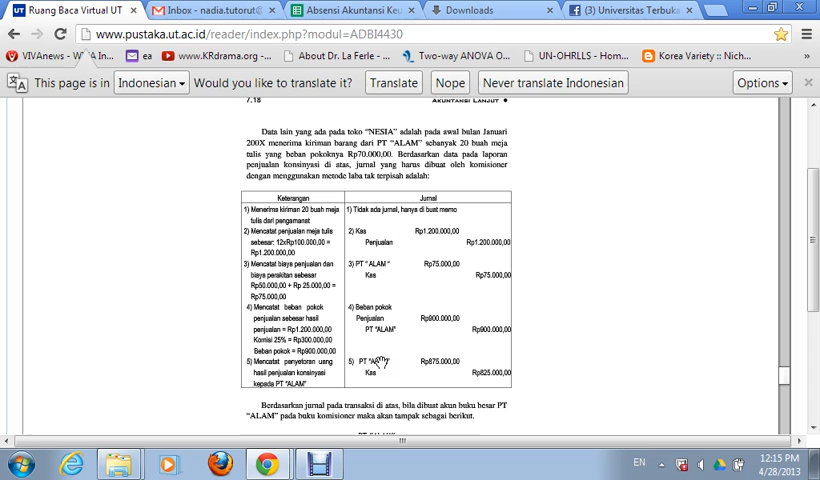 Ruang Baca Virtual UT
Inbox - nadia.tutorut@
Absensi Akuntansi Keu
Downloads
(3) Universitas Terbuka
www.pustaka.ut.ac.id/reader/index.php?modul=ADBI4430
VIVAnews - W
In...
ea
www.KRdrama.org/ ...
About Dr. La Ferle - ...
Two-way ANOVA O...
UN-OHRLLS - Hom...
Korea Variety :: Nich...
»
This page is in
Indonesian
Would you like to translate it?
Translate
Nope
Never translate Indonesian
Options
7.18
AKUNTANSI LANJUT ●
Data lain yang ada pada toko “NESIA” adalah pada awal bulan Januari
200X menerima kiriman barang dari PT “ALAM” sebanyak 20 buah meja
tulis yang beban pokoknya Rp70.000,00. Berdasarkan data pada laporan
penjualan konsinyasi di atas, jurnal yang harus dibuat oleh komisioner
dengan menggunakan metode laba tak terpisah adalah:
Keterangan Jurnal
1) Menerima kiriman 20 buah meja
tulis dari pengamanat
1) Tidak ada jurnal, hanya di buat memo
2) Mencatat penjualan meja tulis
sebesar: 12xRp100.000,00 =
Rp1.200.000,00
2) Kas Rp1.200.000,00
Penjualan Rp1.200.000,00
3) Mencatat biaya penjualan dan
biaya perakitan sebesar
Rp50.000,00 + Rp 25.000,00 =
Rp75.000,00
3) PT “ ALAM “ Rp75.000,00
Kas Rp75.000,00
4) Mencatat beban pokok
penjualan sebesar hasil
penjualan = Rp1.200.000,00
Komisi 25% = Rp300.000,00
Beban pokok = Rp900.000,00
4) Beban pokok
Penjualan Rp900.000,00
PT “ALAM” Rp900.000,00
5) Mencatat penyetoran uang
hasil penjualan konsinyasi
kepada PT “ALAM”
5) PT Rp875.000,00
Kas Rp825.000,00
Berdasarkan jurnal pada transaksi di atas, bila dibuat akun buku besar PT
“ALAM” pada buku komisioner maka akan tampak sebagai berikut.
EN
12:15 PM
4/28/2013